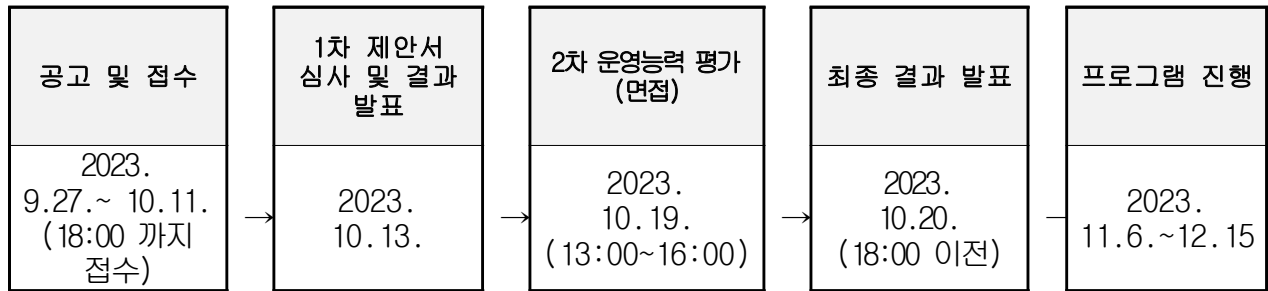 공고 및 접수
2023.
9.27.~ 10.11.
(18:00 까지
접수)
→
1차 제안서
심사 및 결과
발표
2023.
10.13.
→
2차 운영능력 평가
(면접)
2023.
10.19.
(13:00~16:00)
→
최종 결과 발표
2023.
10.20.
(18:00 이전)
→
프로그램 진행
2023.
11.6.~12.15